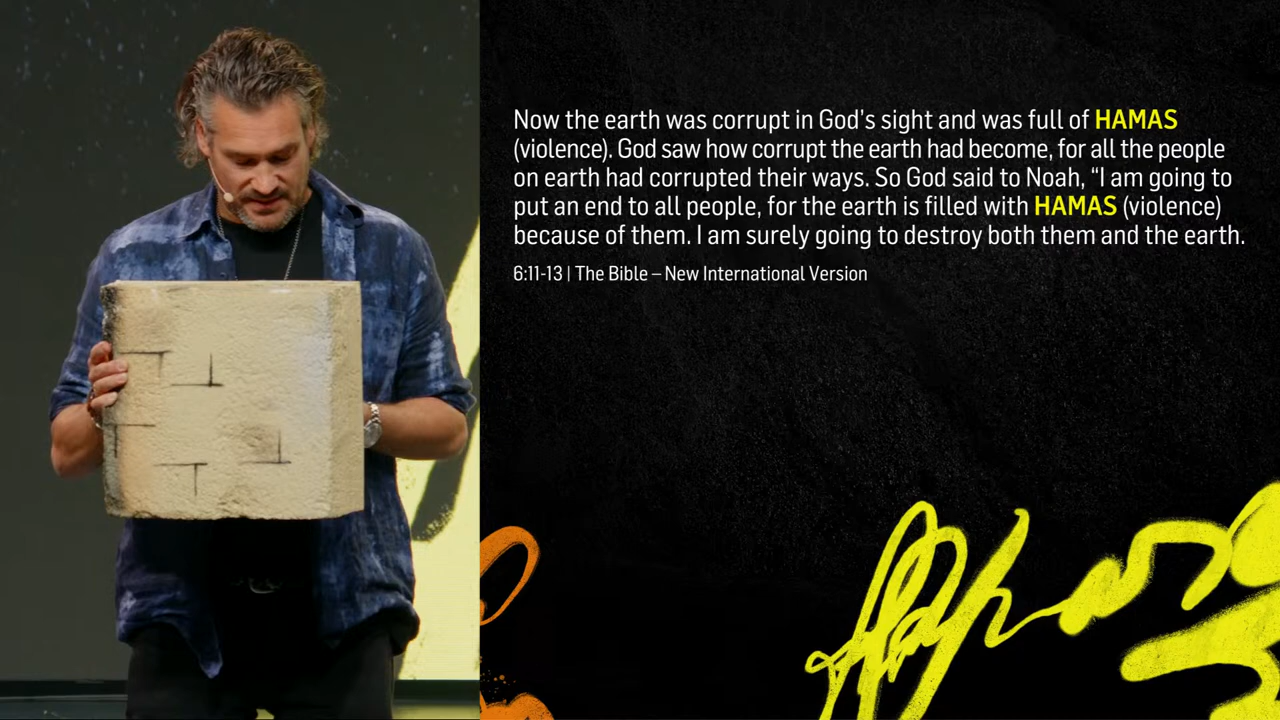 Now the earth was corrupt in God's sight and was full of HAMAS
(violence). God saw how corrupt the earth had become, for all the people
on earth had corrupted their ways. So God said to Noah, “I am going to
put an end to all people, for the earth is filled with HAMAS (violence)
because of them. I am surely going to destroy both them and the earth.
6:11-13 | The Bible – New International Version